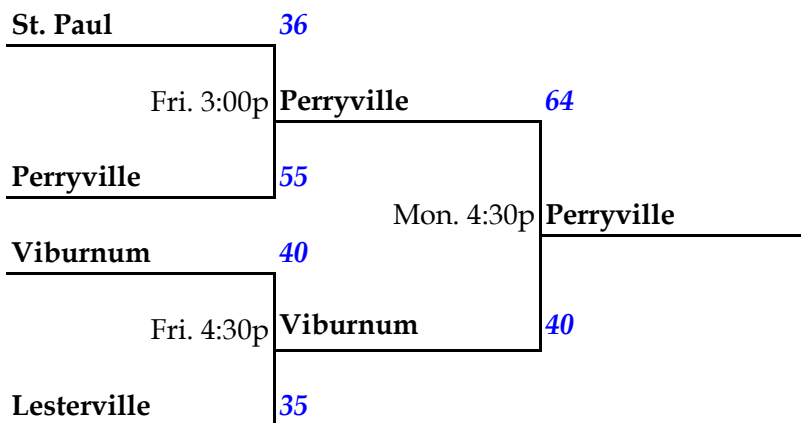 St. Paul 36
Fri. 3:00p Perryville 64
Perryville 55
Mon. 4:30p Perryville
Viburnum 40
Fri. 4:30p Viburnum 40
Lesterville 35